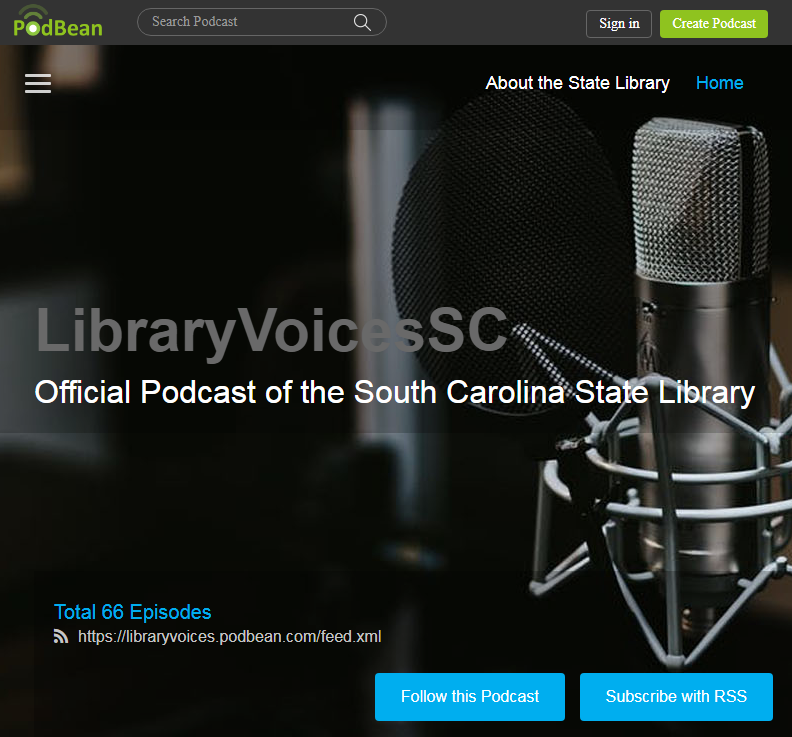 PodBean
Search Podcast
Sign in
Create Podcast
About the State Library
Home
LibraryVoicesSC
Official Podcast of the South Carolina State Library
Total 66 Episodes
https://libraryvoices.podbean.com/feed.xml
Follow this Podcast
Subscribe with RSS